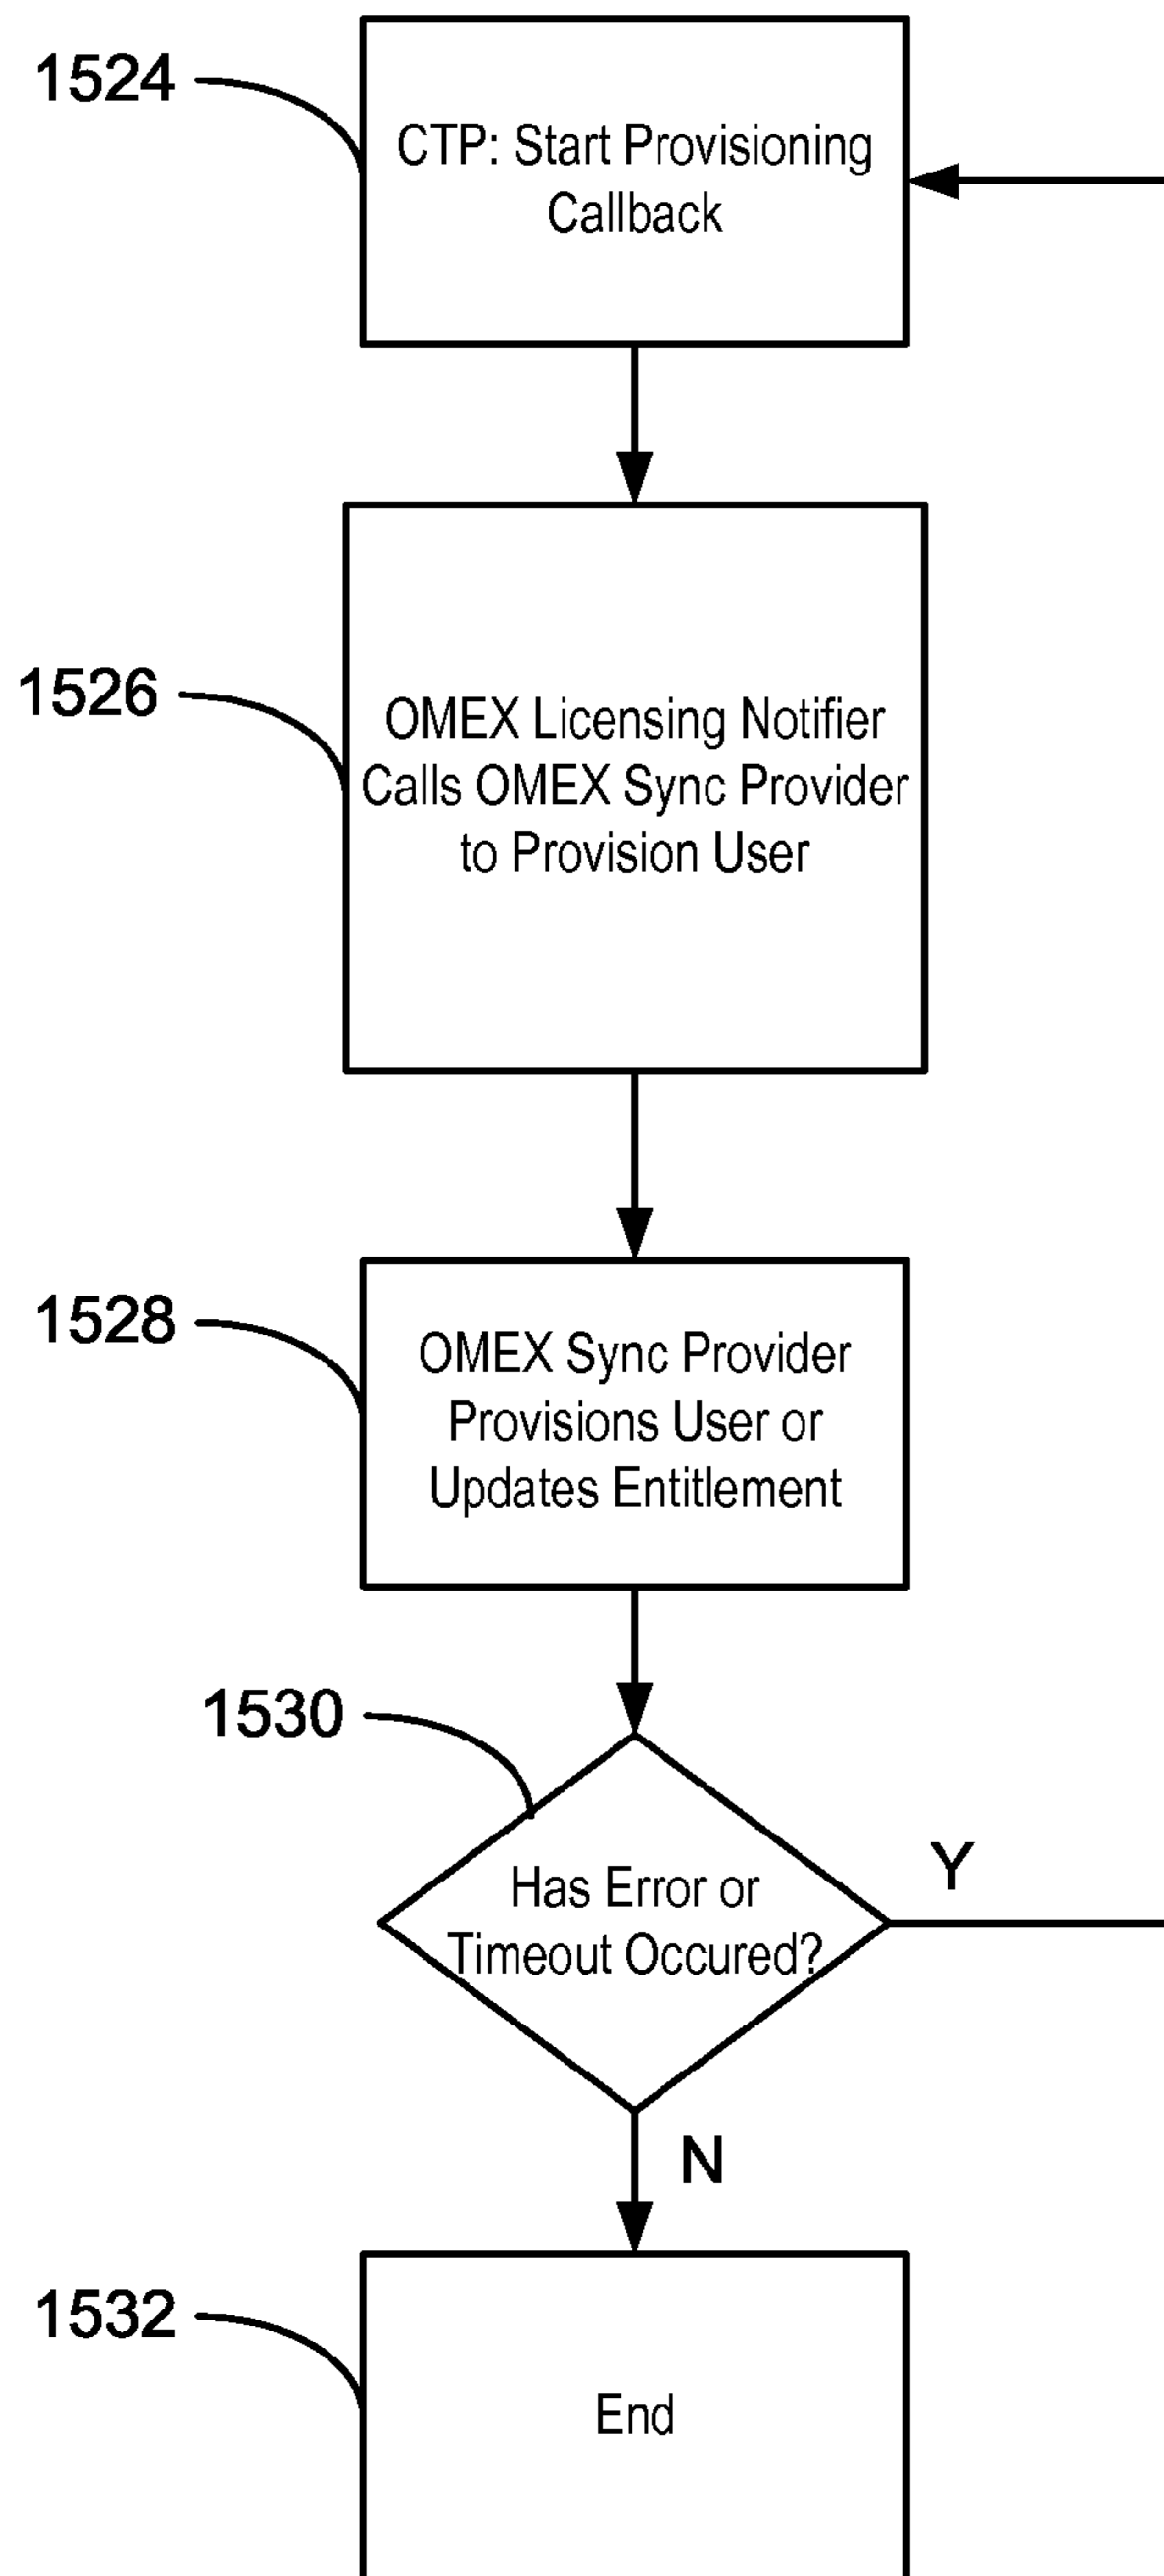 1524
CTP: Start Provisioning
Callback
1526
OMEX Licensing Notifier
Calls OMEX Sync Provider
to Provision User
1528
OMEX Sync Provider
Provisions User or
Updates Entitlement
1530
Has Error or
Timeout Occured?
Y
N
1532
End